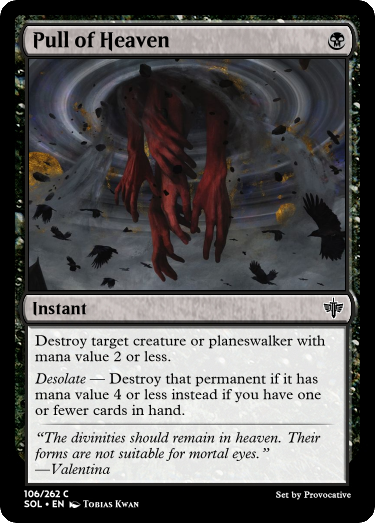 Pull of Heaven
Instant
Destroy target creature or planeswalker with
mana value 2 or less.
Desolate — Destroy that permanent if it has
mana value 4 or less instead if you have one
or fewer cards in hand.
“The divinities should remain in heaven. Their
forms are not suitable for mortal eyes.”
—Valentina
106/262 C
SOL • EN Tobias Kwan
Set by Provocative